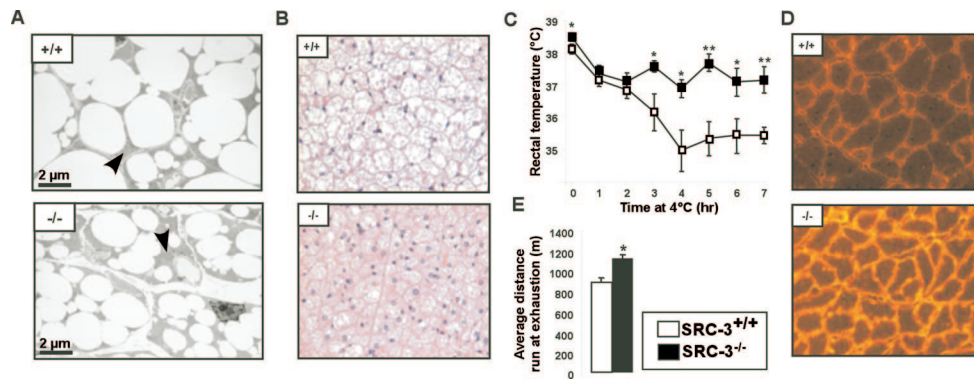 A
+/+
2 µm
-/-
2 µm
B
+/+
-/-
C
Rectal temperature (°C)
39
38
37
36
35
* * * ** * **
0 1 2 3 4 5 6 7
Time at 4°C (hr)
E
Average distance
run at exhaustion (m)
1400
1200
1000
800
600
400
200
0
*
SRC-3+/+
SRC-3-/-
D
+/+
-/-